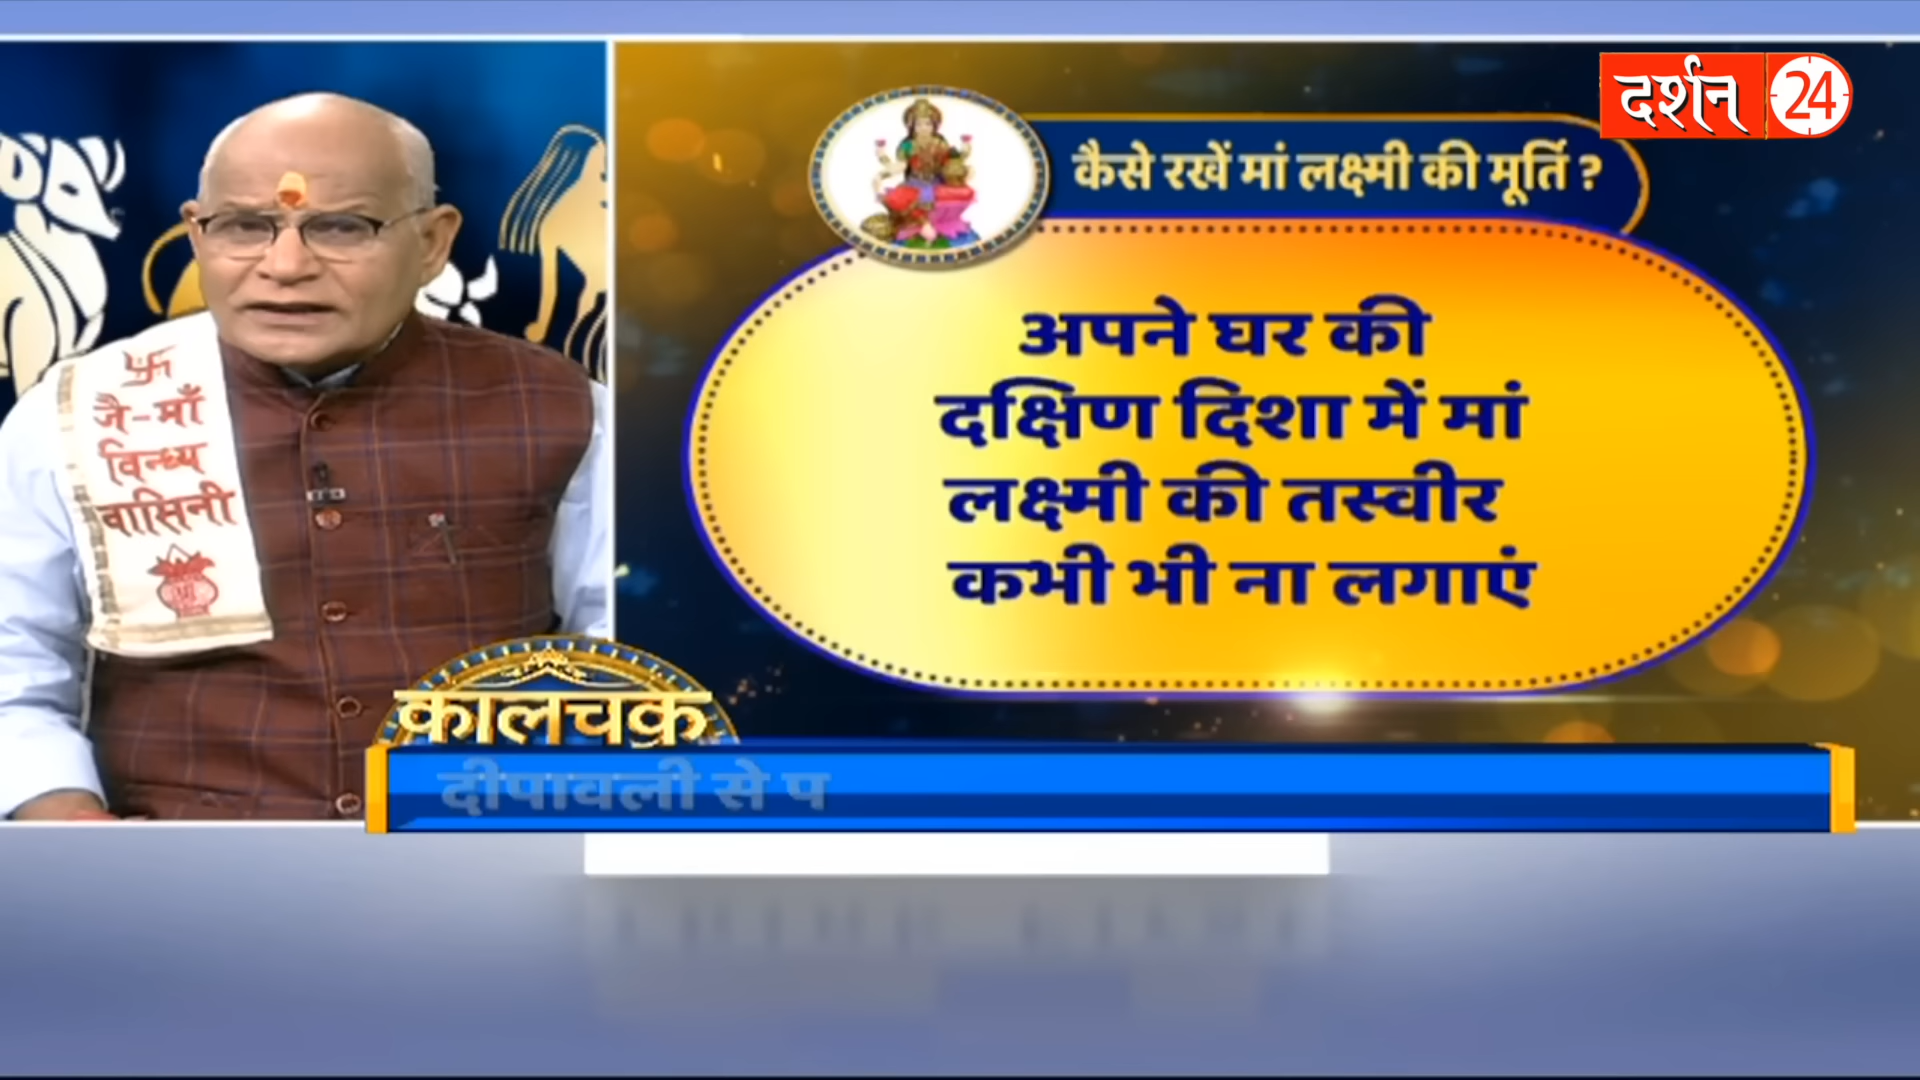 दर्शन 24
कैसे रखें मां लक्ष्मी की मूर्ति ?
अपने घर की
दक्षिण दिशा में मां
लक्ष्मी की तस्वीर
कभी भी ना लगाएं
जै-माँ
विन्ध्य
वासिनी
कालचक्र
दीपावली से प